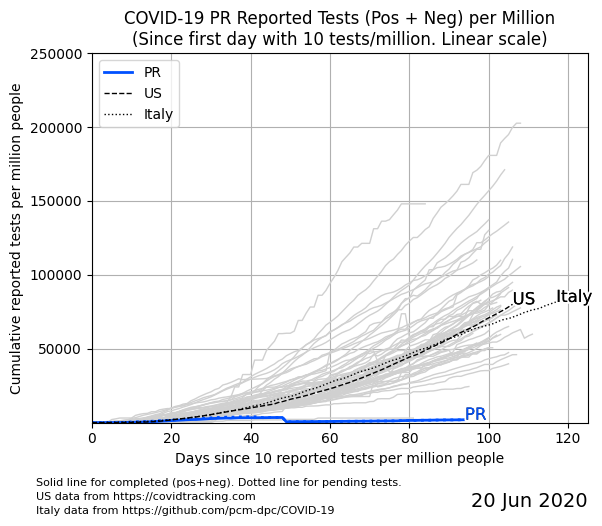 COVID-19 PR Reported Tests (Pos + Neg) per Million
(Since first day with 10 tests/million. Linear scale)
Cumulative reported tests per million people
250000
200000
150000
100000
50000
PR
US
Italy
US
Italy
PR
0
20
40
60
80
100
120
Days since 10 reported tests per million people
Solid line for completed (pos+neg). Dotted line for pending tests.
US data from https://covidtracking.com
Italy data from https://github.com/pcm-dpc/COVID-19
20 Jun 2020